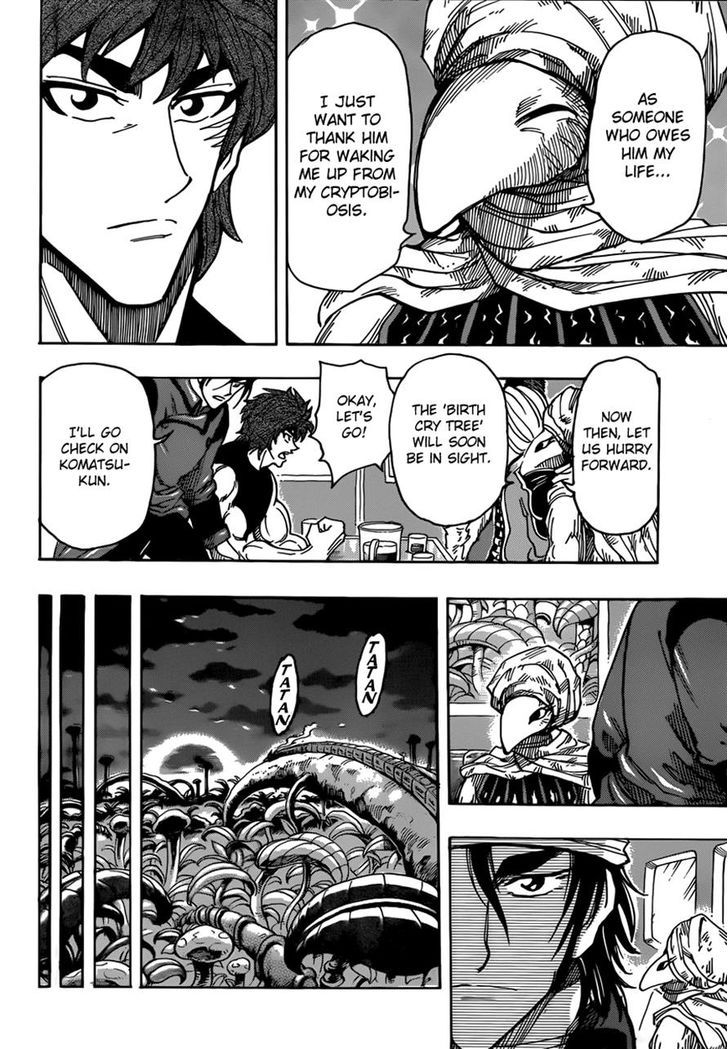 AS
SOMEONE
WHO OWES
HIM MY
LIFE...
I JUST
WANT TO
THANK HIM
FOR WAKING
ME UP FROM
MY CRYPTOBI-
OSIS.
NOW
THEN, LET
US HURRY
FORWARD.
THE 'BIRTH
CRY TREE'
WILL SOON
BE IN SIGHT.
OKAY,
LET'S
GO!
I'LL GO
CHECK ON
KOMATSU-
KUN.
TATAN
TATAN